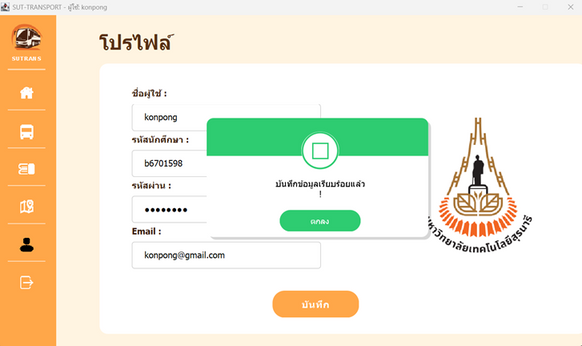 SUT-TRANSPORT - ผู้ใช้: konpong
SUTRANS
โปรไฟล์
ชื่อผู้ใช้ :
konpong
รหัสนักศึกษา :
b6701598
รหัสผ่าน :
••••••••
Email :
konpong@gmail.com
บันทึกข้อมูลเรียบร้อยแล้ว
!
ตกลง
บันทึก
มหาวิทยาลัยเทคโนโลยีสุรนารี